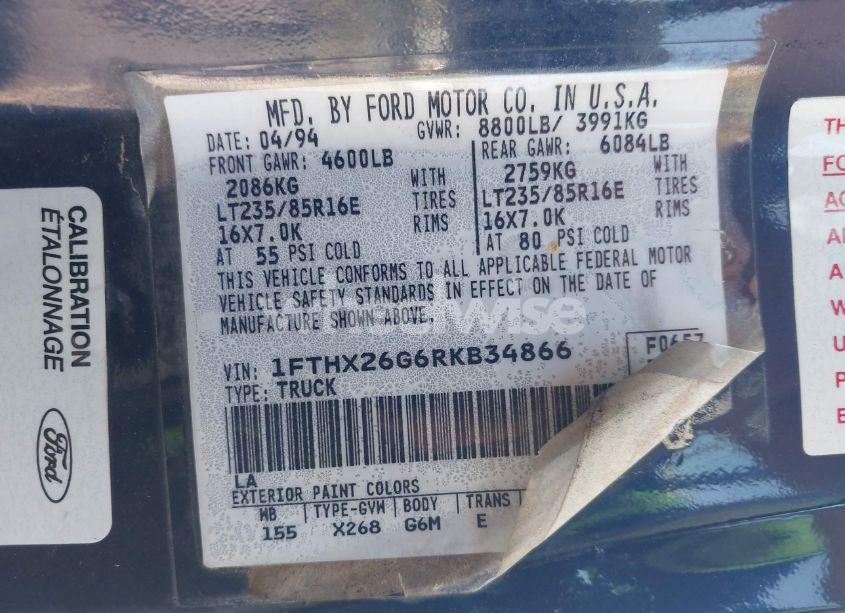 MFD. BY FORD MOTOR CO. IN U.S.A.
DATE: 04/94 GVWR: 8800LB/ 3991KG
FRONT GAWR: 4600LB REAR GAWR: 6084LB
2086KG WITH 2759KG WITH
LT235/85R16E TIRES LT235/85R16E TIRES
16X7.0K RIMS 16X7.0K RIMS
AT 55 PSI COLD AT 80 PSI COLD
THIS VEHICLE CONFORMS TO ALL APPLICABLE FEDERAL MOTOR
VEHICLE SAFETY STANDARDS IN EFFECT ON THE DATE OF
MANUFACTURE SHOWN ABOVE.
VIN: 1FTHX26G6RKB34866 F0657
TYPE: TRUCK
LA
EXTERIOR PAINT COLORS
WB TYPE-GVW BODY TRANS
155 X268 G6M E
CALIBRATION
ÉTALONNAGE
Ford